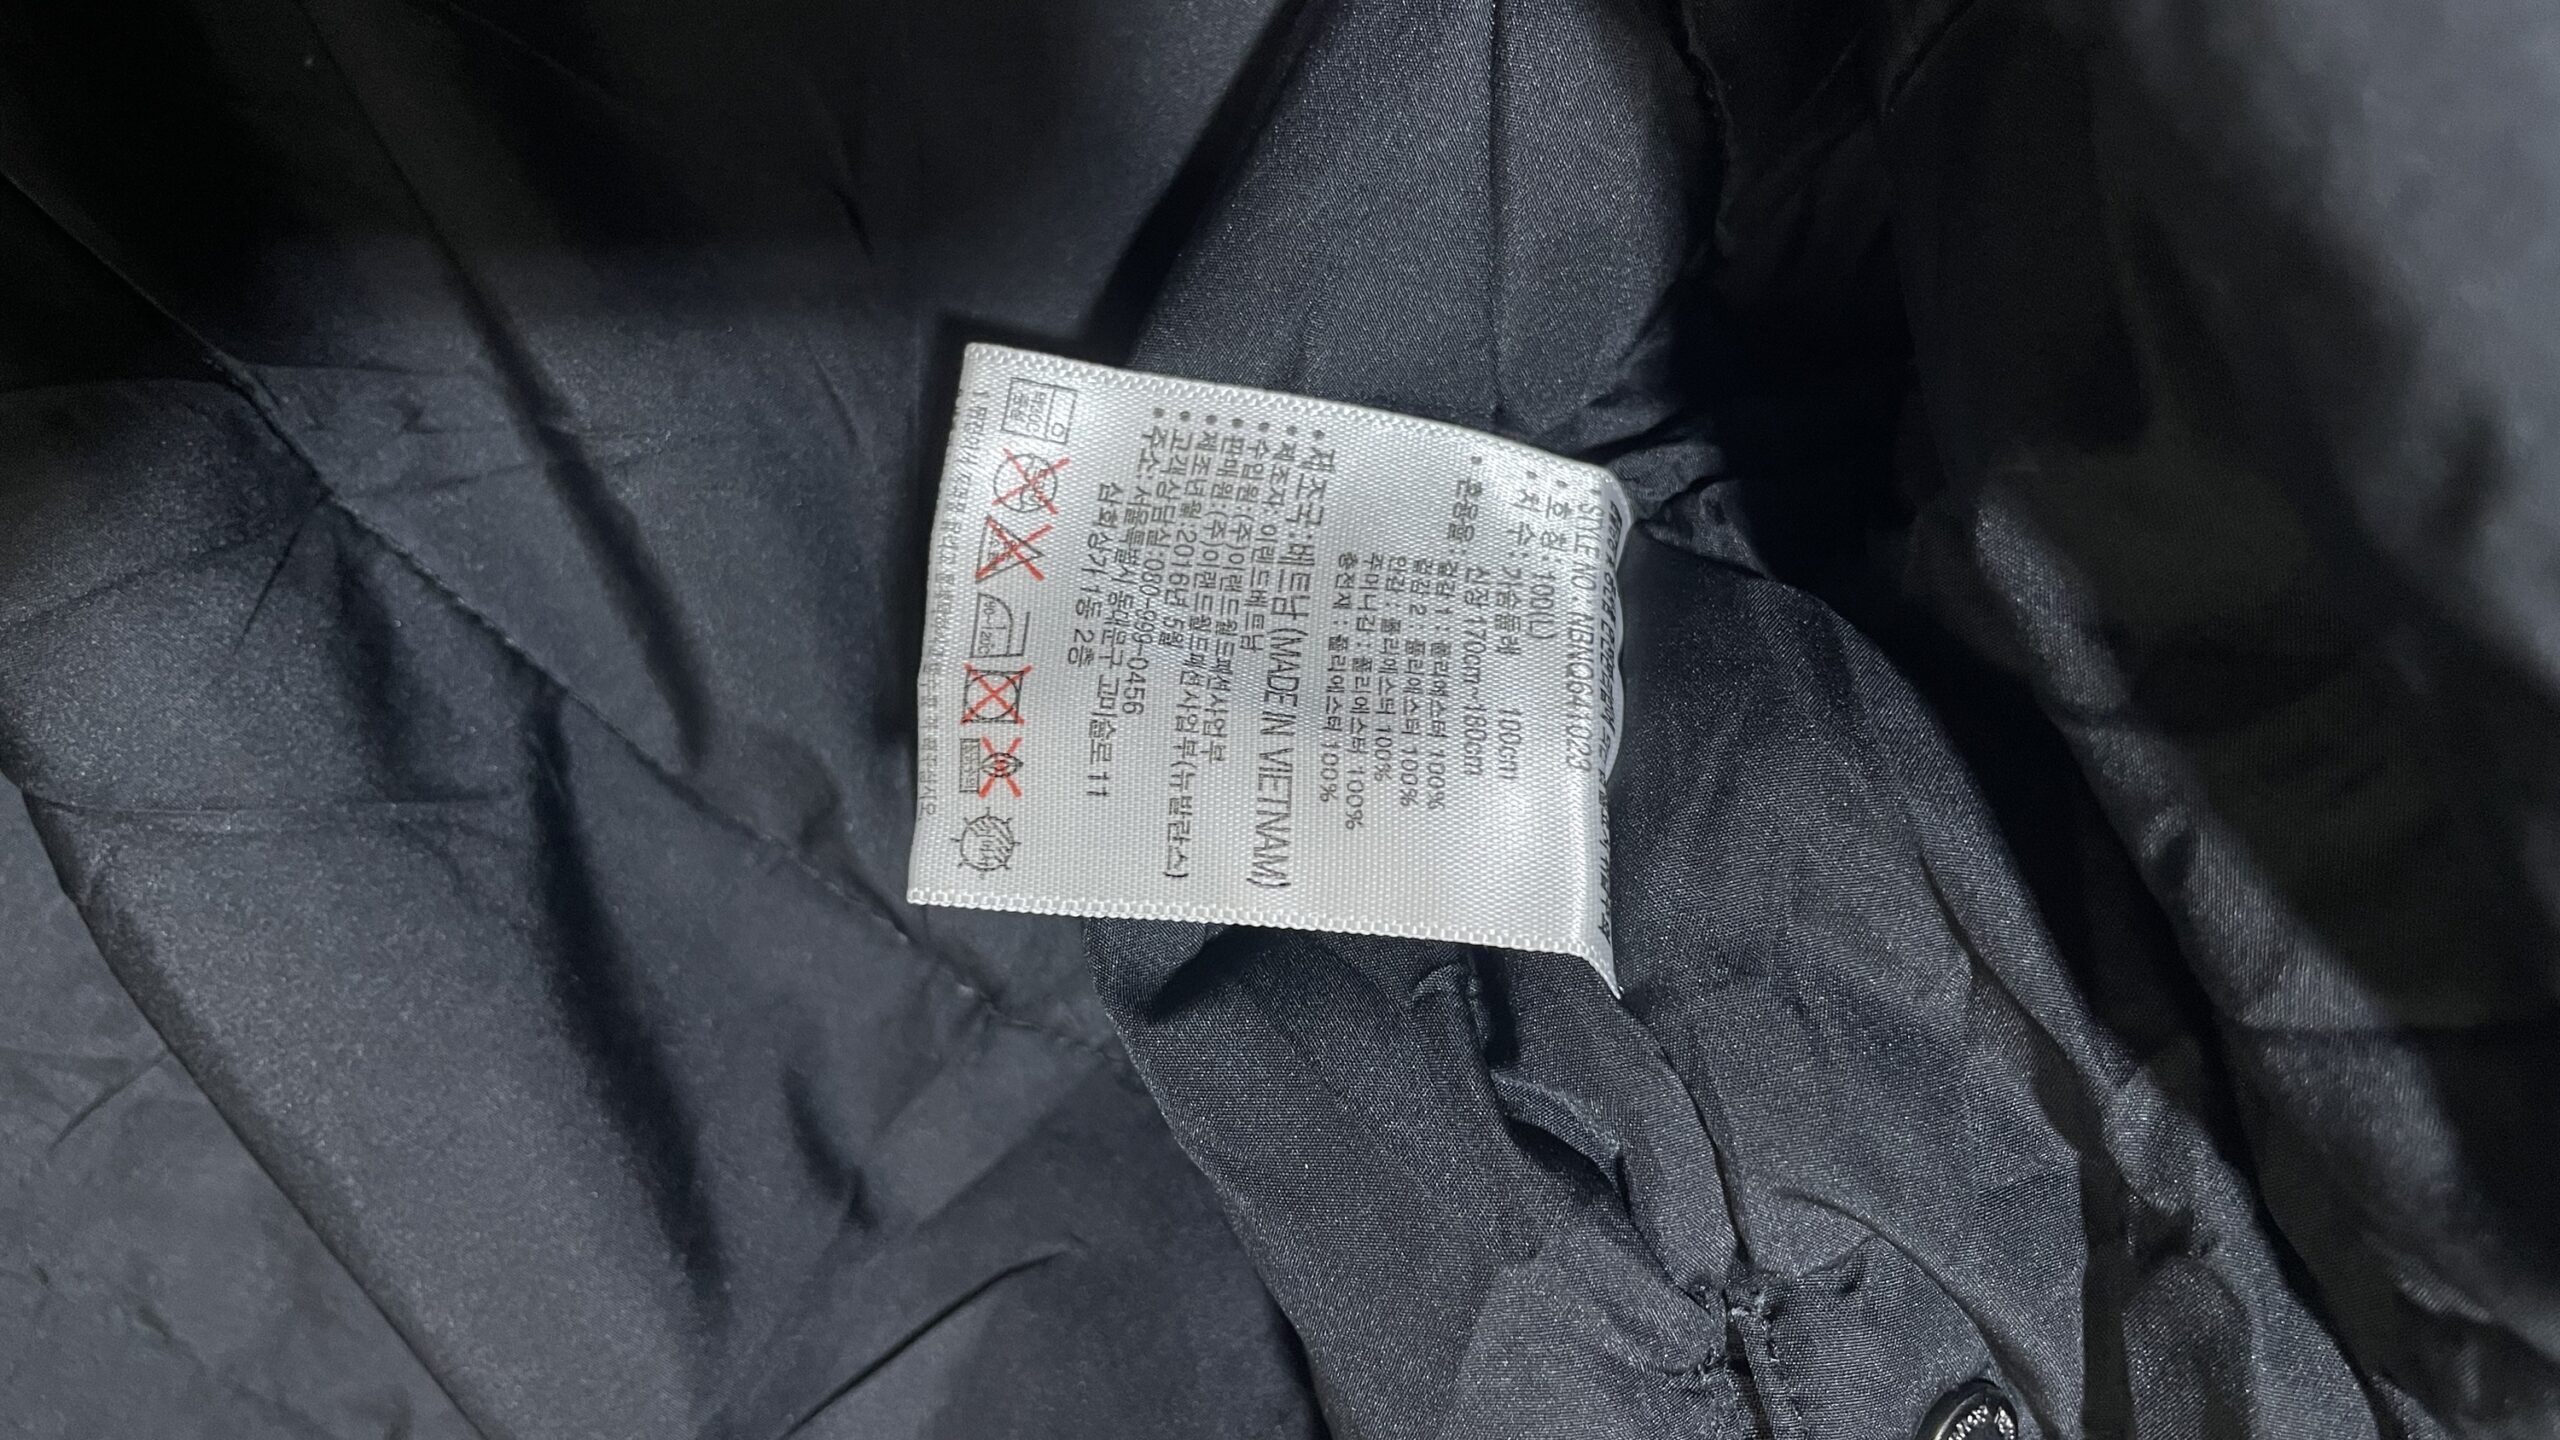 STYLE NO : NBNQ641023
• 호칭 : 100(L)
• 치 수 : 가슴둘레 100cm
신장 170cm~180cm
• 혼용율 겉감 1 : 폴리에스터 100%
겉감 2 : 폴리에스터 100%
안감 : 폴리에스터 100%
주머니감 : 폴리에스터 100%
충전재 : 폴리에스터 100%
• 제조국 : 베트남 (MADE IN VIETNAM)
• 제조자 : 이랜드베트남
• 수입원 : (주)이랜드월드패션사업부
• 판매원 : (주)이랜드월드패션사업부(뉴발란스)
• 제조년월 : 2016년 5월
• 고객상담실 : 080-999-0456
• 주소 : 서울특별시 동대문구 고미술로 11
삼희상가 1동 2층